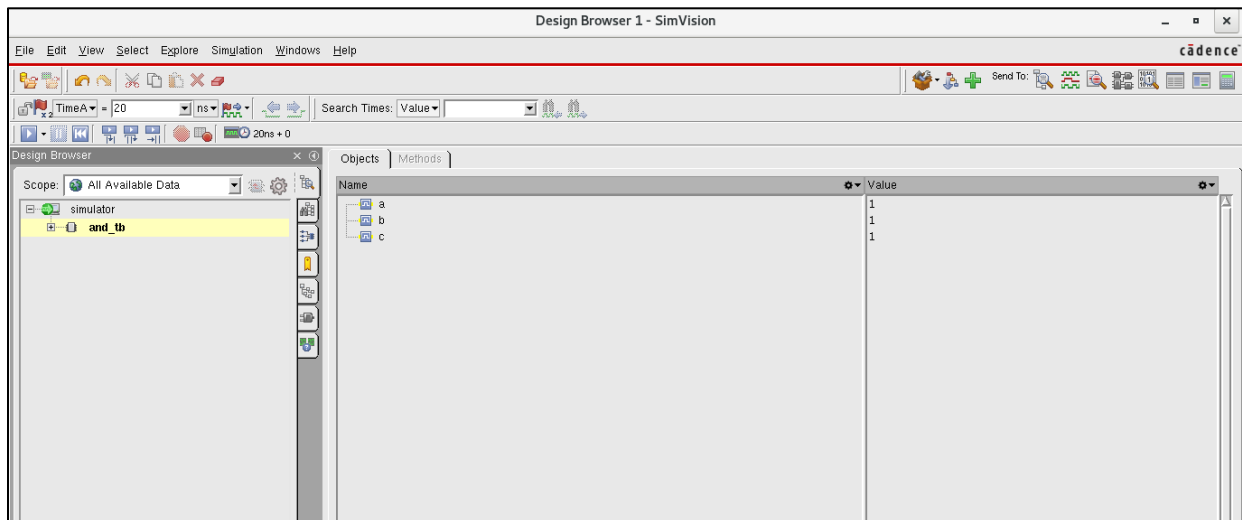 Design Browser 1 - SimVision
File Edit View Select Explore Simulation Windows Help
cādence
Send To:
TimeA = 20 ns
Search Times: Value
20ns + 0
Design Browser
Objects Methods
Scope: All Available Data
Name Value
simulator
a 1
and_tb
b 1
c 1